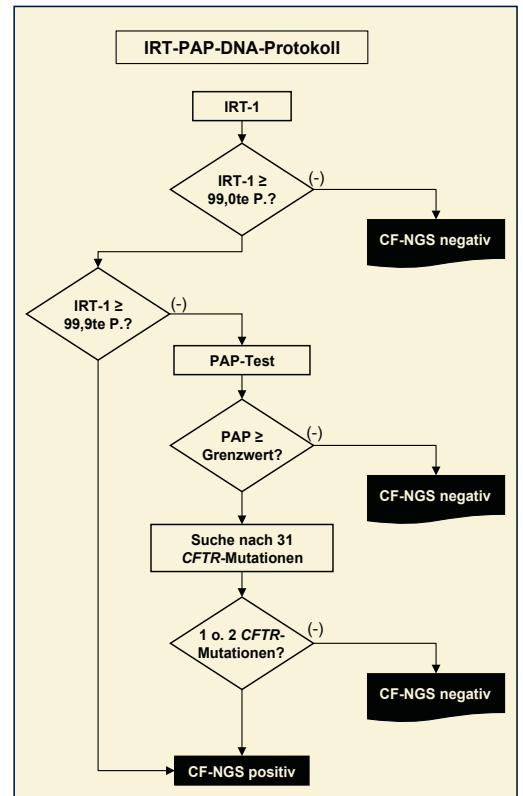 IRT-PAP-DNA-Protokoll
IRT-1
IRT-1 ≥
99,0te P.?
(-)
CF-NGS negativ
IRT-1 ≥
99,9te P.?
(-)
PAP-Test
PAP ≥
Grenzwert?
(-)
CF-NGS negativ
Suche nach 31
CFTR-Mutationen
1 o. 2 CFTR-
Mutationen?
(-)
CF-NGS negativ
CF-NGS positiv